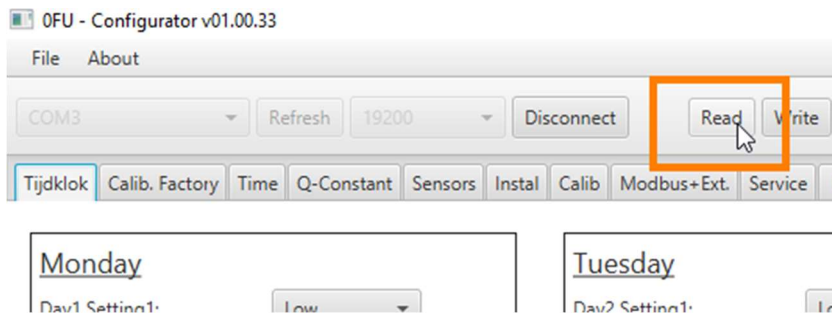 0FU - Configurator v01.00.33
File About
COM3 Refresh 19200 Disconnect Read Write
Tijdklok Calib. Factory Time Q-Constant Sensors Instal Calib Modbus+Ext. Service
Monday Tuesday
Day1 Setting1: Low Day2 Setting1: